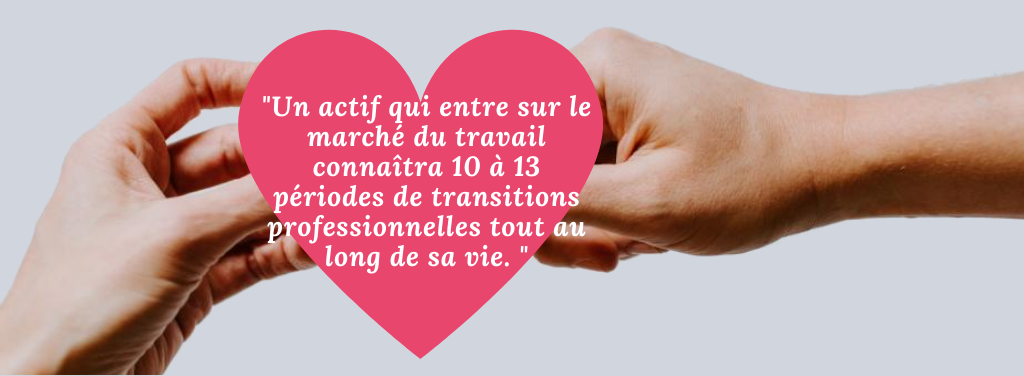 "Un actif qui entre sur le
marché du travail
connaîtra 10 à 13
périodes de transitions
professionnelles tout au
long de sa vie. "